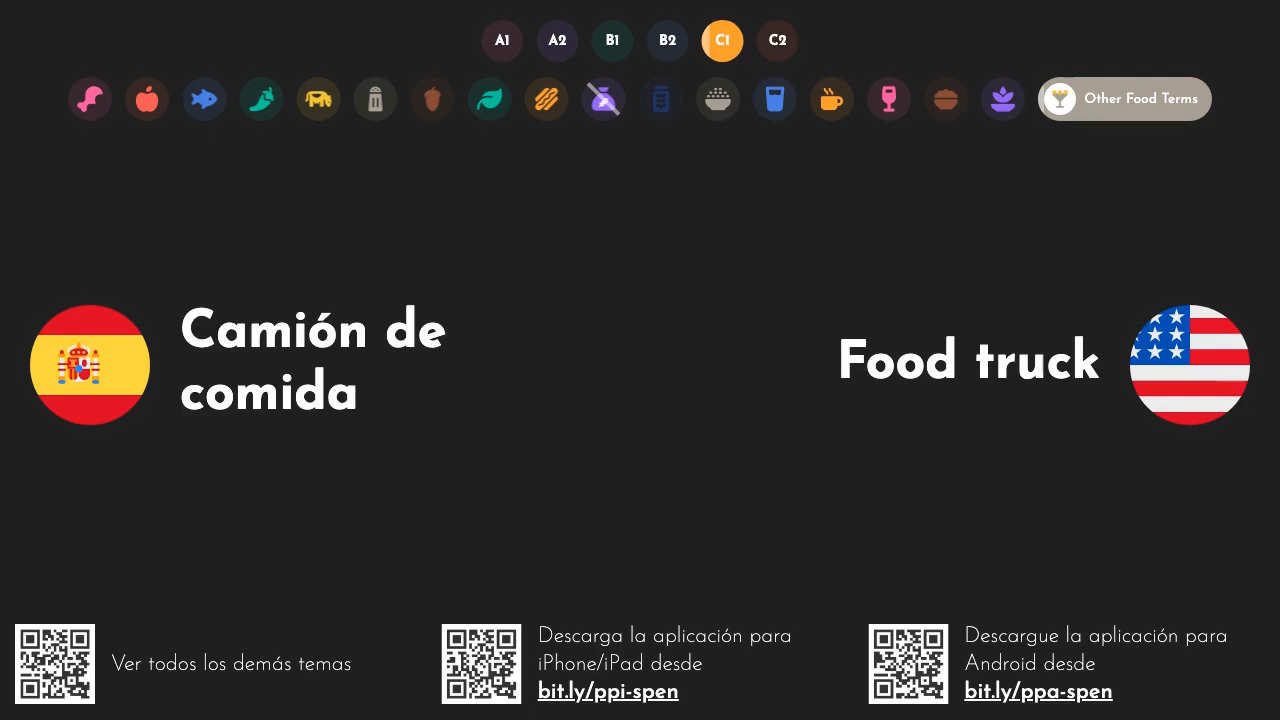 A1 A2 B1 B2 C1 C2
Other Food Terms
Camión de
comida
Food truck
Ver todos los demás temas
Descarga la aplicación para
iPhone/iPad desde
bit.ly/ppi-spen
Descargue la aplicación para
Android desde
bit.ly/ppa-spen